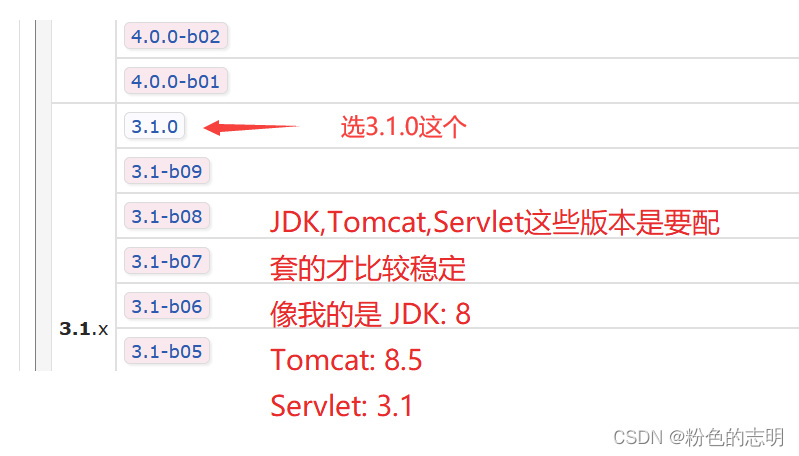 4.0.0-b02
4.0.0-b01
3.1.0
选3.1.0这个
3.1-b09
3.1-b08
JDK,Tomcat,Servlet这些版本是要配
3.1-b07
套的才比较稳定
3.1-b06
像我的是 JDK: 8
3.1.x
3.1-b05
Tomcat: 8.5
Servlet: 3.1
CSDN @粉色的志明